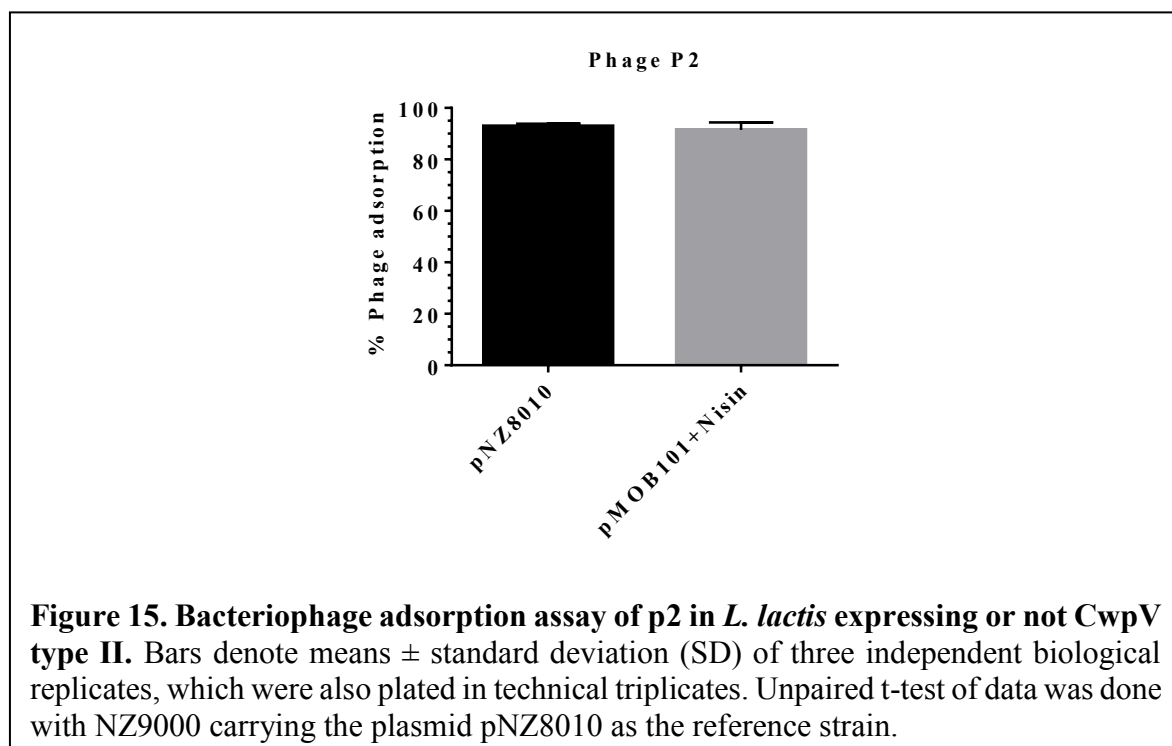 Phage P2
% Phage adsorption
100
80
60
40
20
0
pNZ8010
pMOB101+Nisin
Figure 15. Bacteriophage adsorption assay of p2 in L. lactis expressing or not CwpV
type II. Bars denote means ± standard deviation (SD) of three independent biological
replicates, which were also plated in technical triplicates. Unpaired t-test of data was done
with NZ9000 carrying the plasmid pNZ8010 as the reference strain.